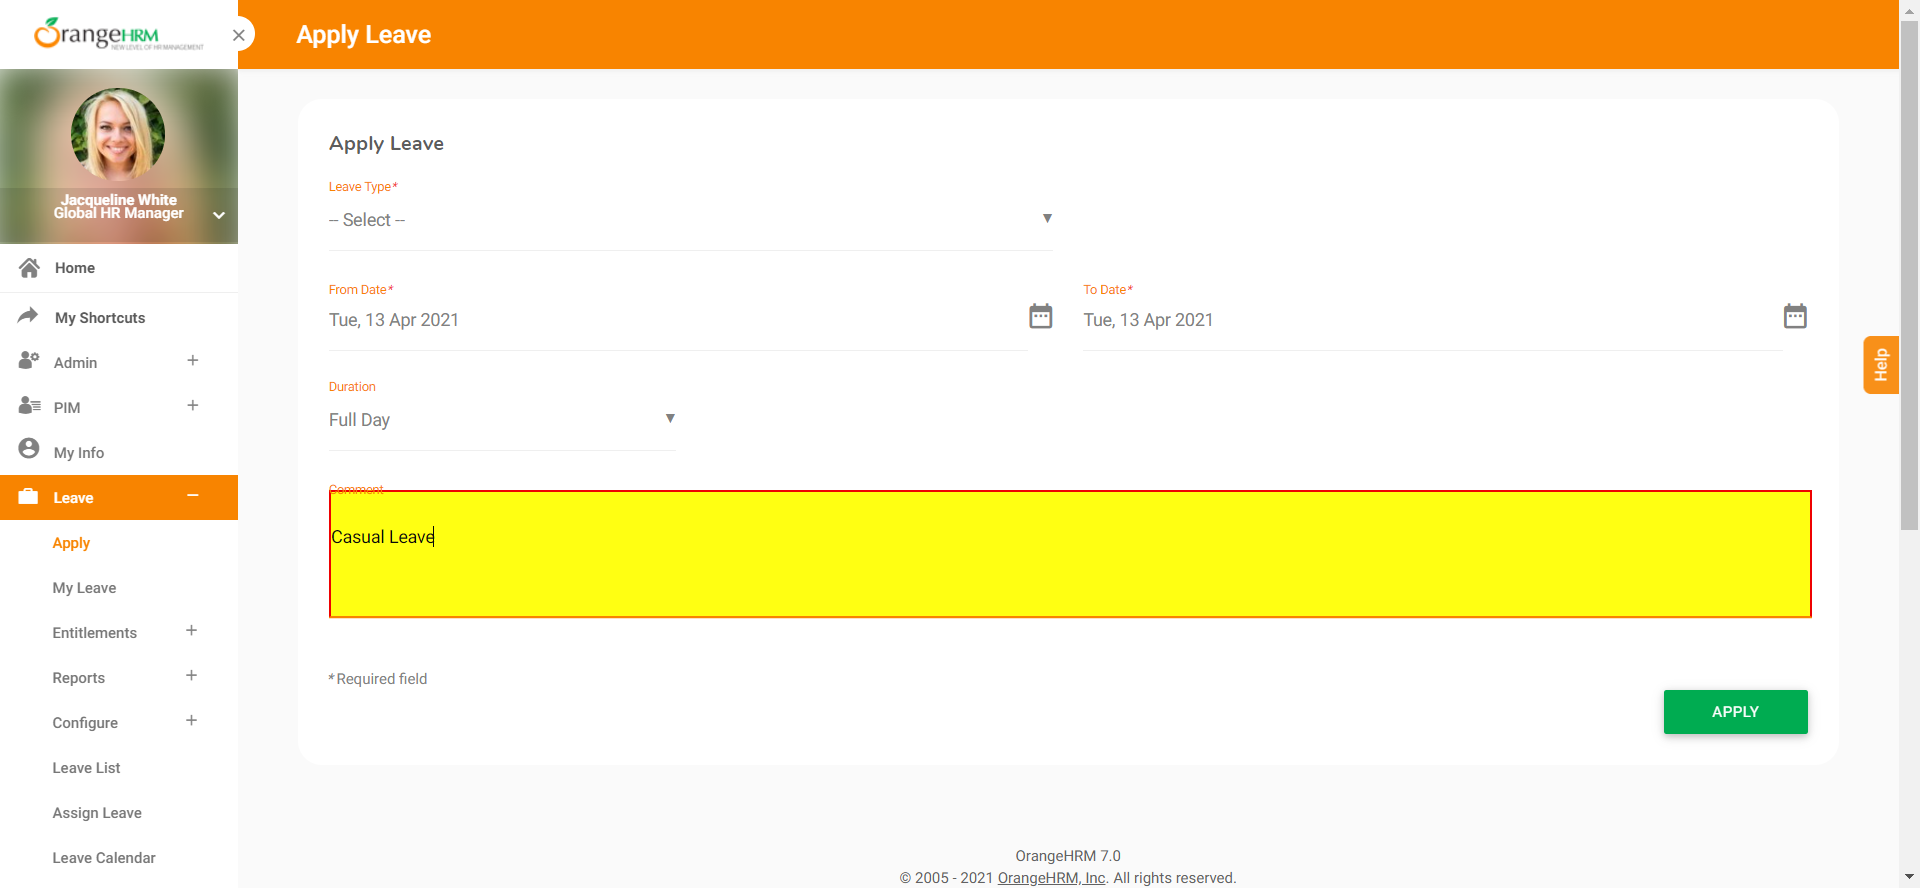 OrangeHRM
NEW LEVEL OF HR MANAGEMENT
Apply Leave
Jacqueline White
Global HR Manager
Home
My Shortcuts
Admin
PIM
My Info
Leave
Apply
My Leave
Entitlements
Reports
Configure
Leave List
Assign Leave
Leave Calendar
Apply Leave
Leave Type*
-- Select --
From Date*
Tue, 13 Apr 2021
To Date*
Tue, 13 Apr 2021
Duration
Full Day
Comment
Casual Leave
* Required field
APPLY
Help
OrangeHRM 7.0
© 2005 - 2021 OrangeHRM, Inc. All rights reserved.